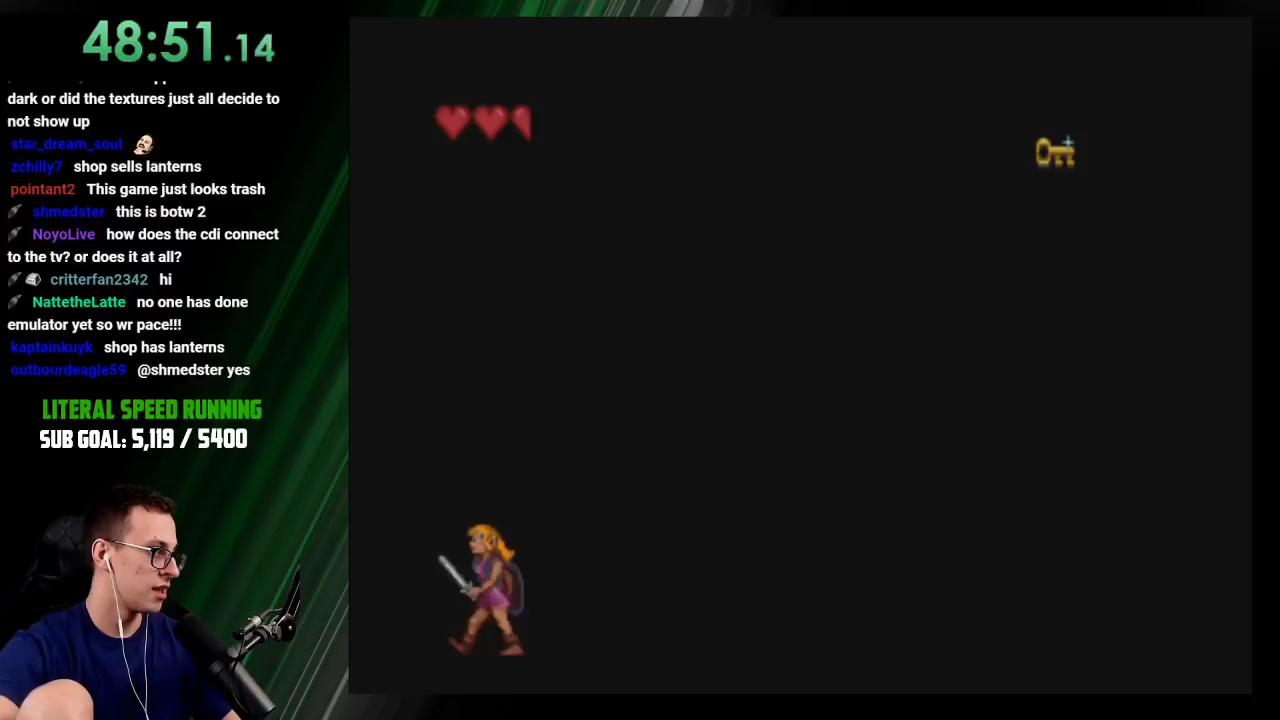 48:51.14
dark or did the textures just all decide to
not show up
star_dream_soul
zchilly7 shop sells lanterns
pointant2 This game just looks trash
shmedster this is botw 2
NoyoLive how does the cdi connect
to the tv? or does it at all?
critterfan2342 hi
NattetheLatte no one has done
emulator yet so wr pace!!!
kaptainkuyk shop has lanterns
outbourdeagle59 @shmedster yes
LITERAL SPEED RUNNING
SUB GOAL: 5,119 / 5400